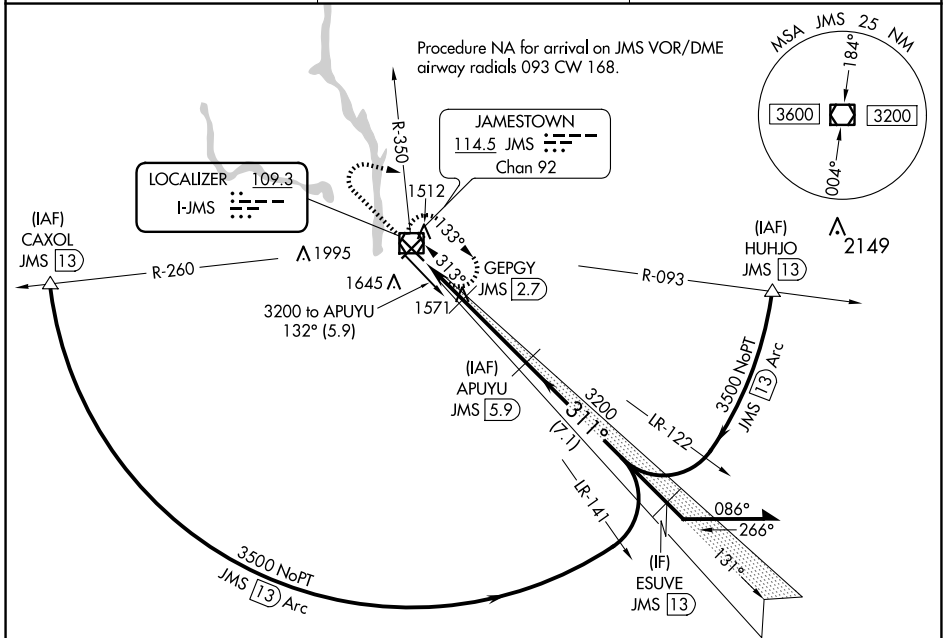 Procedure NA for arrival on JMS VOR/DME
airway radials 093 CW 168.
MSA JMS 25 NM
184°
3600
3200
004°
R-350
JAMESTOWN
114.5 JMS
Chan 92
LOCALIZER 109.3
I-JMS
1512
133°
313°
(IAF)
CAXOL
JMS 13
R-260
1995
1645
1571
GEPGY
JMS 2.7
3200 to APUYU
132° (5.9)
(IAF)
HUHJO
JMS 13
2149
R-093
(IAF)
APUYU
JMS 5.9
3200
311°
(7.1)
LR-122
3500 NoPT
JMS 13 Arc
LR-141
086°
266°
131°
(IF)
ESUVE
JMS 13
3500 NoPT
JMS 13 Arc